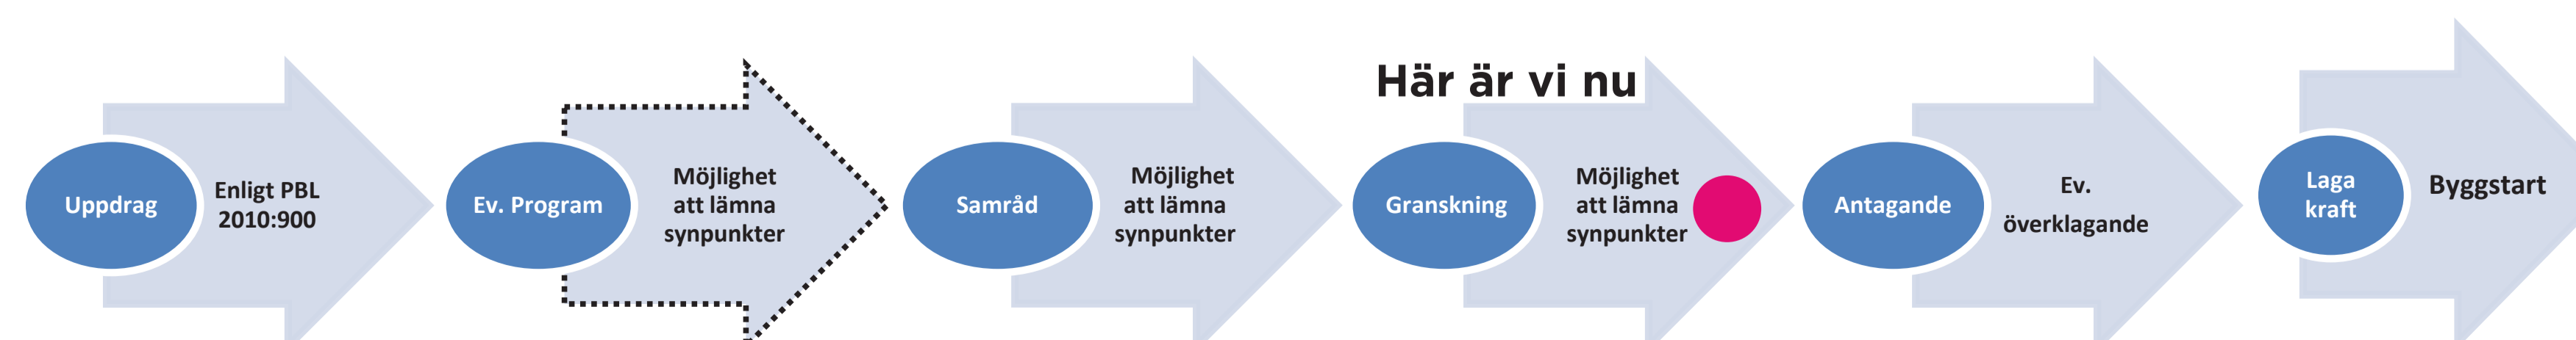 Här är vi nu
Uppdrag
Enligt PBL
2010:900
Ev. Program
Möjlighet
att lämna
synpunkter
Samråd
Möjlighet
att lämna
synpunkter
Granskning
Möjlighet
att lämna
synpunkter
Antagande
Ev.
överklagande
Laga
kraft
Byggstart